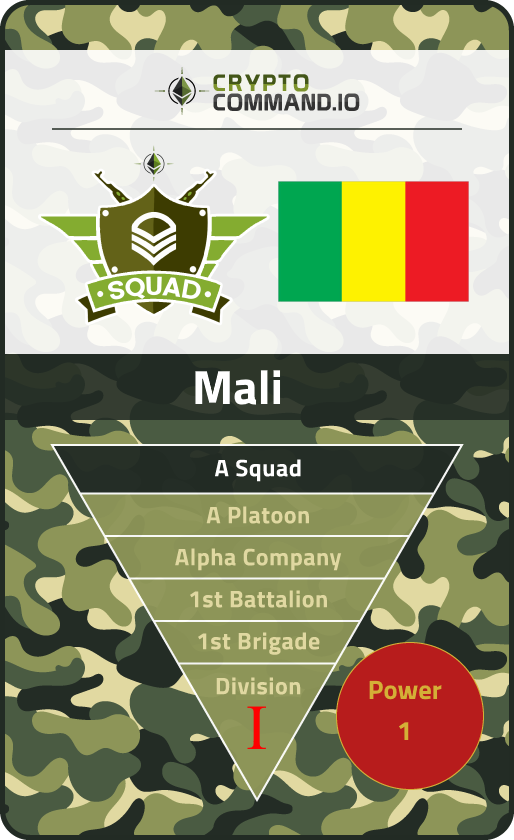 CRYPTO
COMMAND.IO
SQUAD
Mali
A Squad
A Platoon
Alpha Company
1st Battalion
1st Brigade
Division
I
Power
1